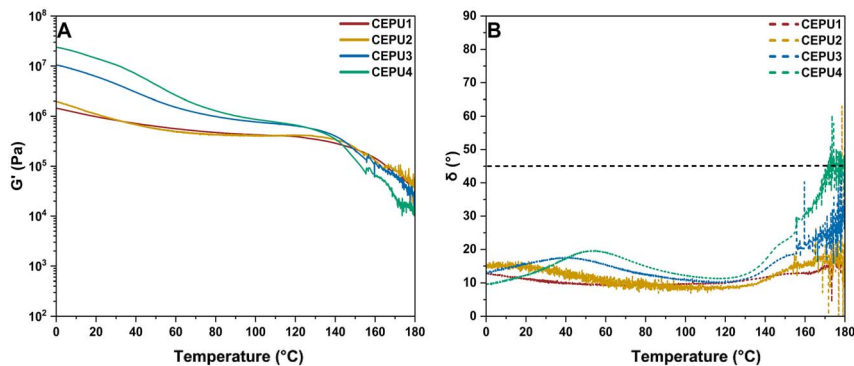 A
CEPU1
CEPU2
CEPU3
CEPU4
10⁸
10⁷
10⁶
10⁵
10⁴
10³
10²
G' (Pa)
0 20 40 60 80 100 120 140 160 180
Temperature (°C)
B
CEPU1
CEPU2
CEPU3
CEPU4
90
80
70
60
50
40
30
20
10
0
δ (°)
0 20 40 60 80 100 120 140 160 180
Temperature (°C)